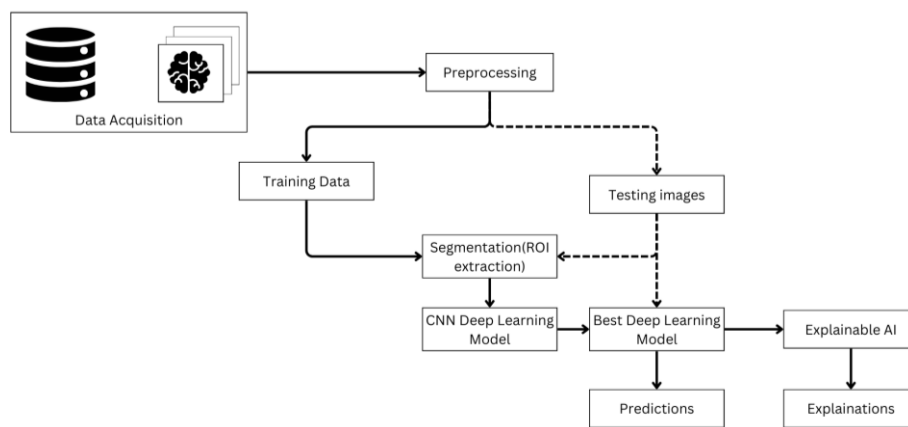 Data Acquisition
Preprocessing
Training Data
Testing images
Segmentation(ROI
extraction)
CNN Deep Learning
Model
Best Deep Learning
Model
Explainable AI
Predictions
Explainations